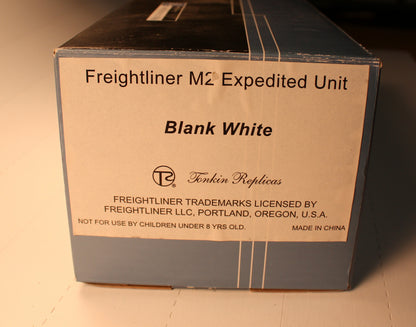 Freightliner M2 Expedited Unit
Blank White
TR ® Tonkin Replicas
FREIGHTLINER TRADEMARKS LICENSED BY
FREIGHTLINER LLC, PORTLAND, OREGON, U.S.A.
NOT FOR USE BY CHILDREN UNDER 8 YRS OLD. MADE IN CHINA